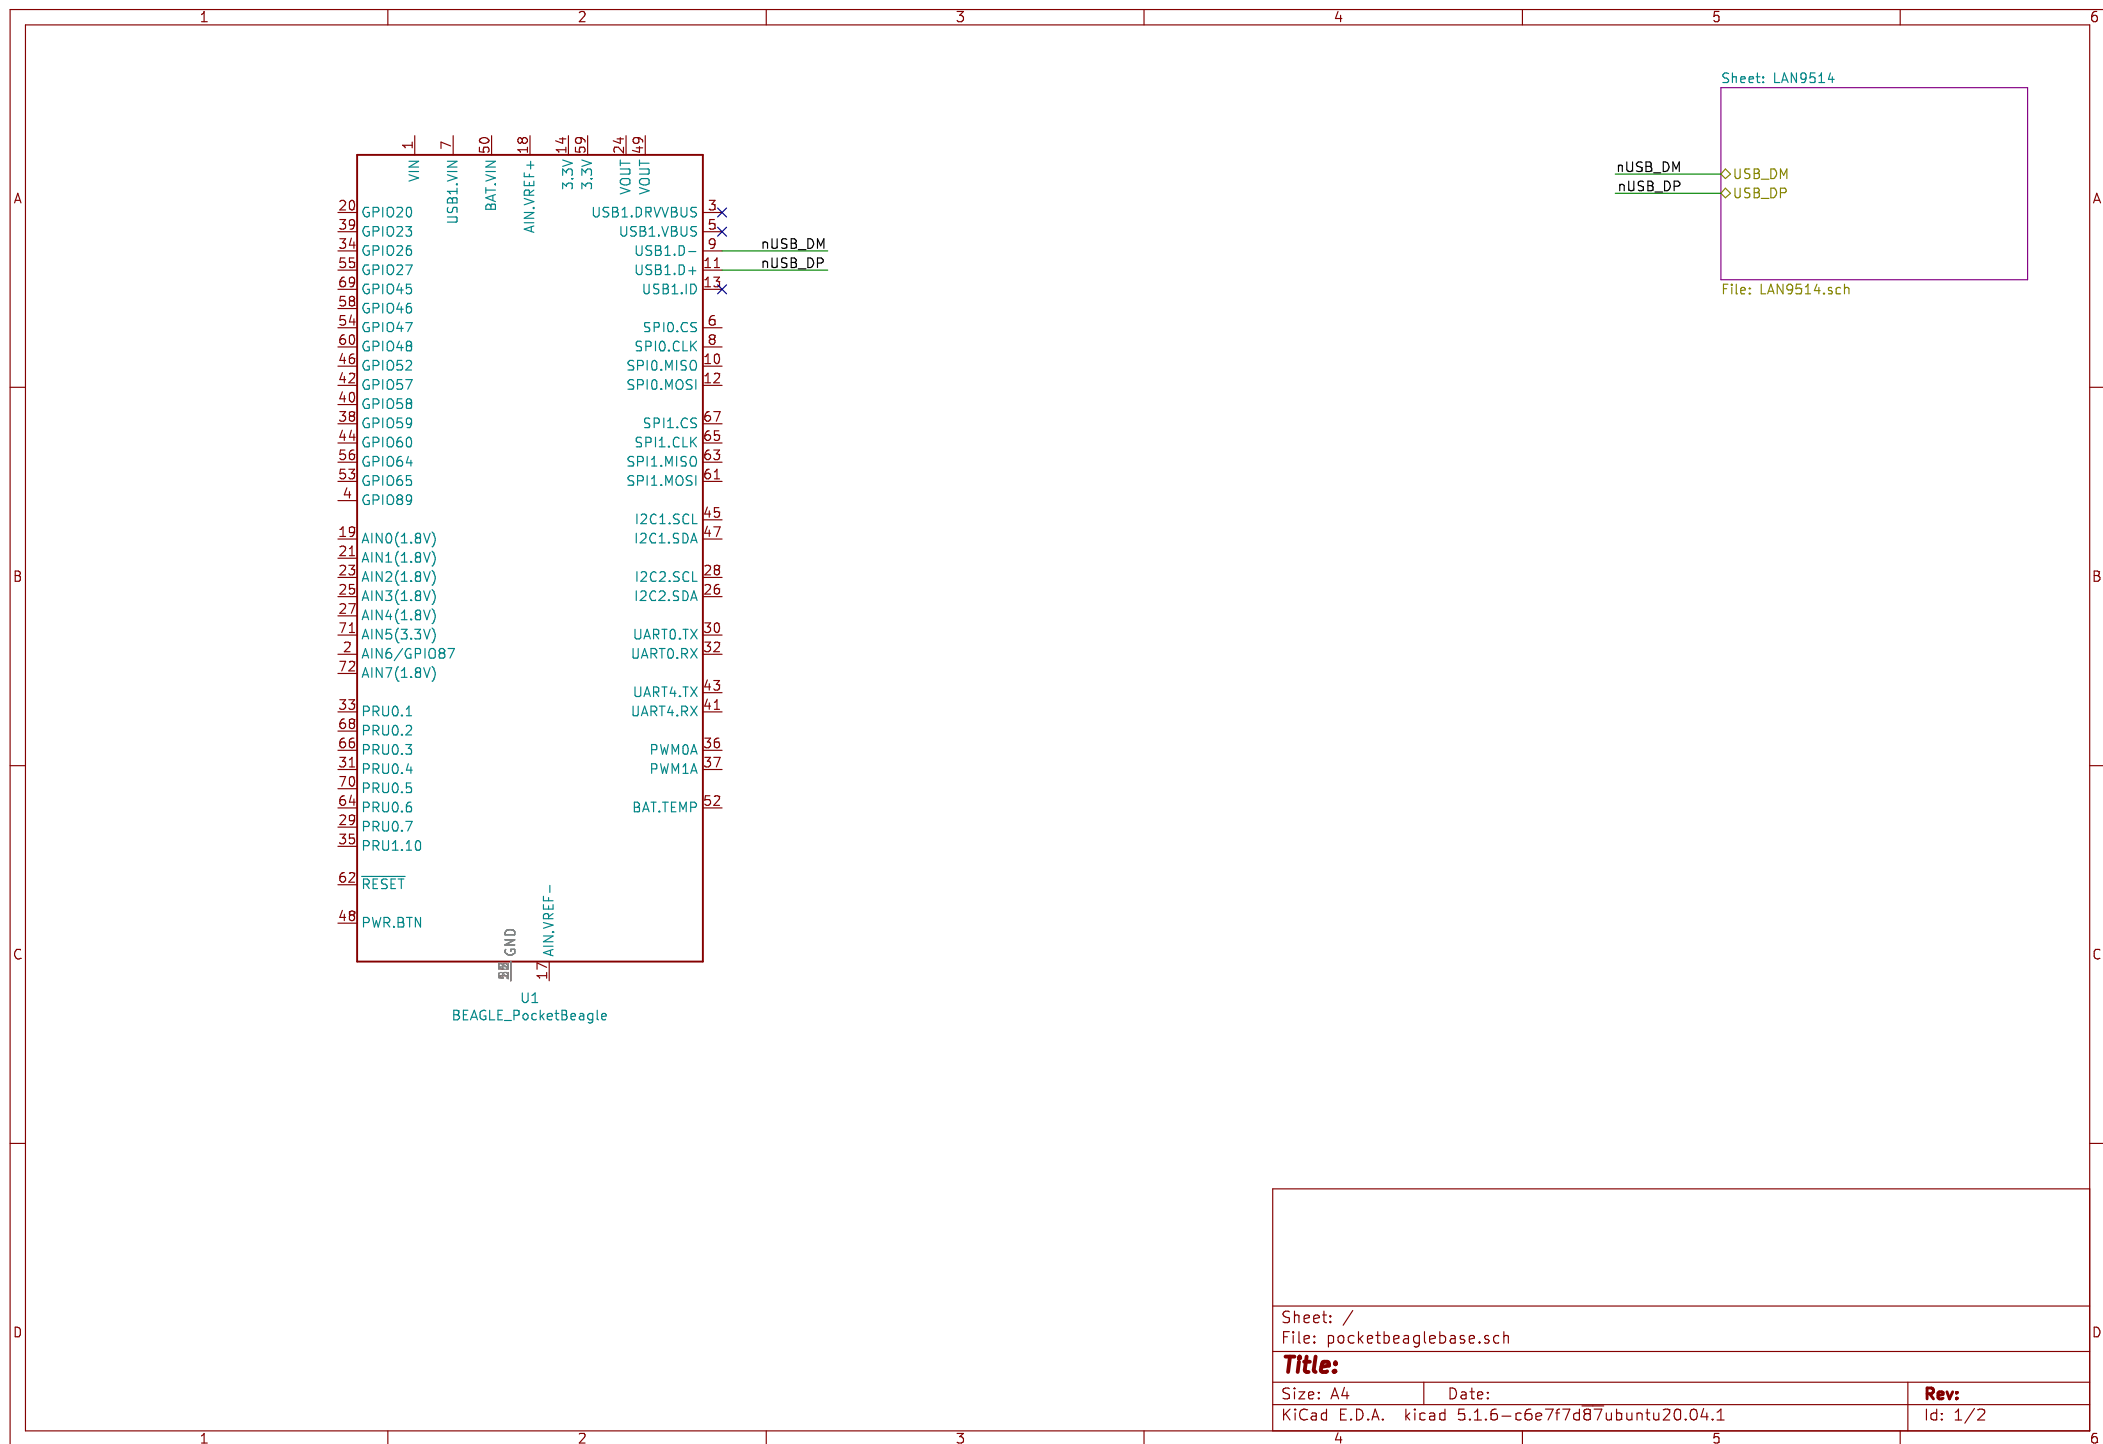 1 2 3 4 5 6
A
B
C
D
A
B
C
D
1 2 3 4 5 6
1 VIN
7 USB1.VIN
50 BAT.VIN
18 AIN.VREF+
14 3.3V
59 3.3V
24 VOUT
49 VOUT
20 GPIO20
39 GPIO23
34 GPIO26
55 GPIO27
69 GPIO45
58 GPIO46
54 GPIO47
60 GPIO48
46 GPIO52
42 GPIO57
40 GPIO58
38 GPIO59
44 GPIO60
56 GPIO64
53 GPIO65
4 GPIO89
19 AIN0(1.8V)
21 AIN1(1.8V)
23 AIN2(1.8V)
25 AIN3(1.8V)
27 AIN4(1.8V)
71 AIN5(3.3V)
2 AIN6/GPIO87
72 AIN7(1.8V)
33 PRU0.1
68 PRU0.2
66 PRU0.3
31 PRU0.4
70 PRU0.5
64 PRU0.6
29 PRU0.7
35 PRU1.10
62 RESET
48 PWR.BTN
USB1.DRVVBUS 3
USB1.VBUS 5
USB1.D- 9 nUSB_DM
USB1.D+ 11 nUSB_DP
USB1.ID 13
SPI0.CS 6
SPI0.CLK 8
SPI0.MISO 10
SPI0.MOSI 12
SPI1.CS 67
SPI1.CLK 65
SPI1.MISO 63
SPI1.MOSI 61
I2C1.SCL 45
I2C1.SDA 47
I2C2.SCL 28
I2C2.SDA 26
UART0.TX 30
UART0.RX 32
UART4.TX 43
UART4.RX 41
PWM0A 36
PWM1A 37
BAT.TEMP 52
GND
AIN.VREF- 17
U1
BEAGLE_PocketBeagle
Sheet: LAN9514
nUSB_DM USB_DM
nUSB_DP USB_DP
File: LAN9514.sch
Sheet: /
File: pocketbeaglebase.sch
Title:
Size: A4 Date: Rev:
KiCad E.D.A. kicad 5.1.6-c6e7f7d87ubuntu20.04.1 Id: 1/2